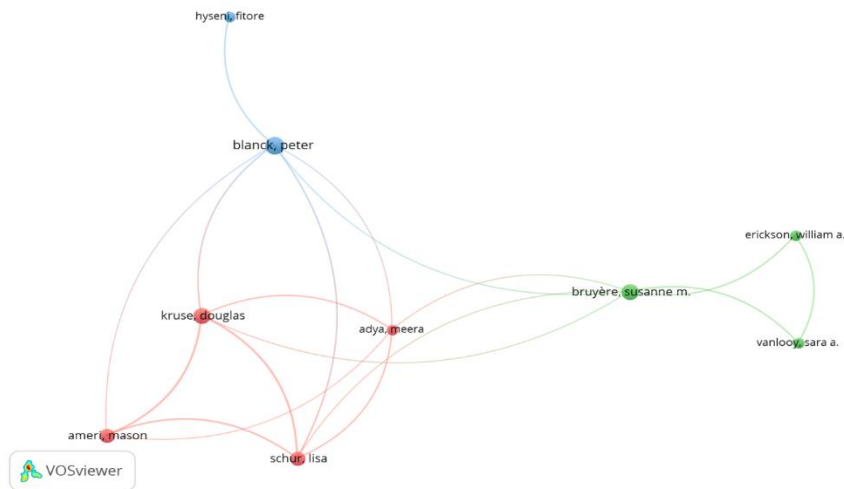 hyseni, fitore
blanck, peter
erickson, william a.
bruyère, susanne m.
kruse, douglas
adya, meera
vanlooy, sara a.
ameri, mason
schur, lisa
VOSviewer